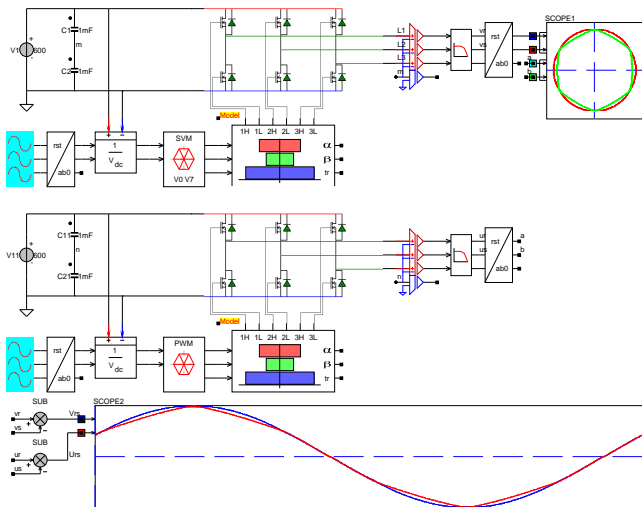 SCOPE1
C1 1mF
m
V1 600
C2 1mF
L1
L2
L3
m
vr
vs
rst
ab0
a
b
Model
1H 1L 2H 2L 3H 3L
rst
ab0
1
Vdc
SVM
V0 V7
α
β
tr
C11 1mF
n
V11 600
C21 1mF
n
ur
us
rst
ab0
a
b
Model
1H 1L 2H 2L 3H 3L
rst
ab0
1
Vdc
PWM
α
β
tr
SUB
vr
vs
Vrs
SCOPE2
SUB
ur
us
Urs